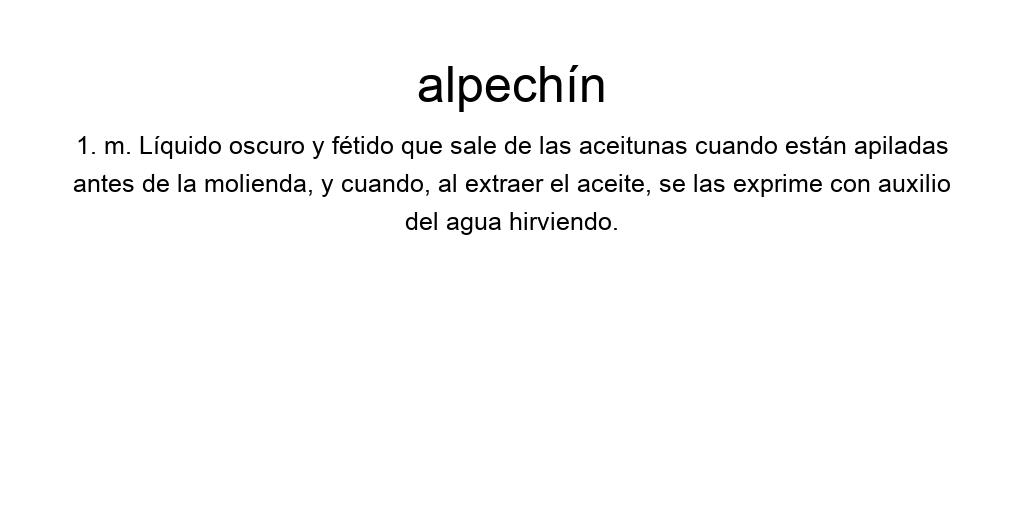 alpechín
1. m. Líquido oscuro y fétido que sale de las aceitunas cuando están apiladas
antes de la molienda, y cuando, al extraer el aceite, se las exprime con auxilio
del agua hirviendo.